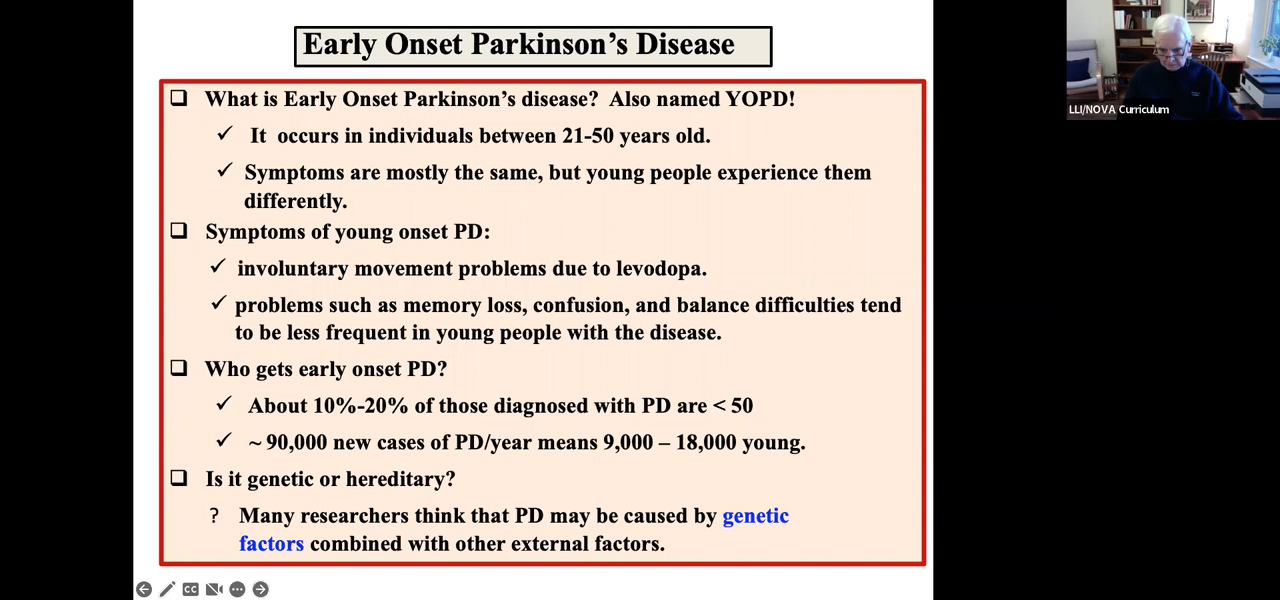 Early Onset Parkinson's Disease
LLI/NOVA Curriculum
What is Early Onset Parkinson's disease? Also named YOPD!
It occurs in individuals between 21-50 years old.
Symptoms are mostly the same, but young people experience them
differently.
Symptoms of young onset PD:
involuntary movement problems due to levodopa.
problems such as memory loss, confusion, and balance difficulties tend
to be less frequent in young people with the disease.
Who gets early onset PD?
About 10%-20% of those diagnosed with PD are < 50
~ 90,000 new cases of PD/year means 9,000 – 18,000 young.
Is it genetic or hereditary?
? Many researchers think that PD may be caused by genetic
factors combined with other external factors.
CC